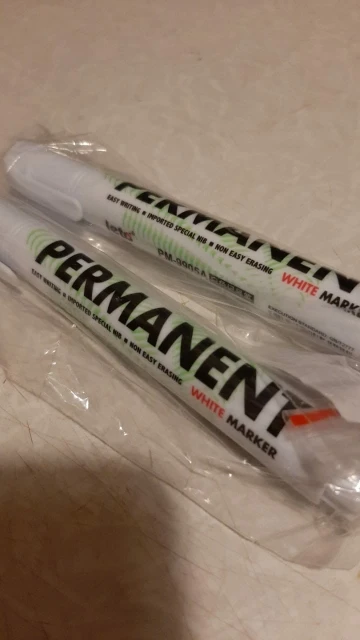 PERMANENT
EASY WRITING ■ IMPORTED SPECIAL NIB ■ NON EASY ERASING
WHITE MARKER
PERMANENT
EASY WRITING ■ IMPORTED SPECIAL NIB ■ NON EASY ERASING
WHITE MARKER